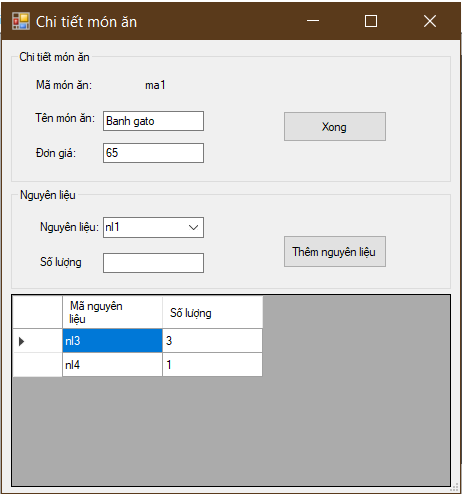 Chi tiết món ăn
Chi tiết món ăn
Mã món ăn: ma1
Tên món ăn: Banh gato
Xong
Đơn giá: 65
Nguyên liệu
Nguyên liệu: nl1
Số lượng
Thêm nguyên liệu
Mã nguyên liệu Số lượng
nl3 3
nl4 1